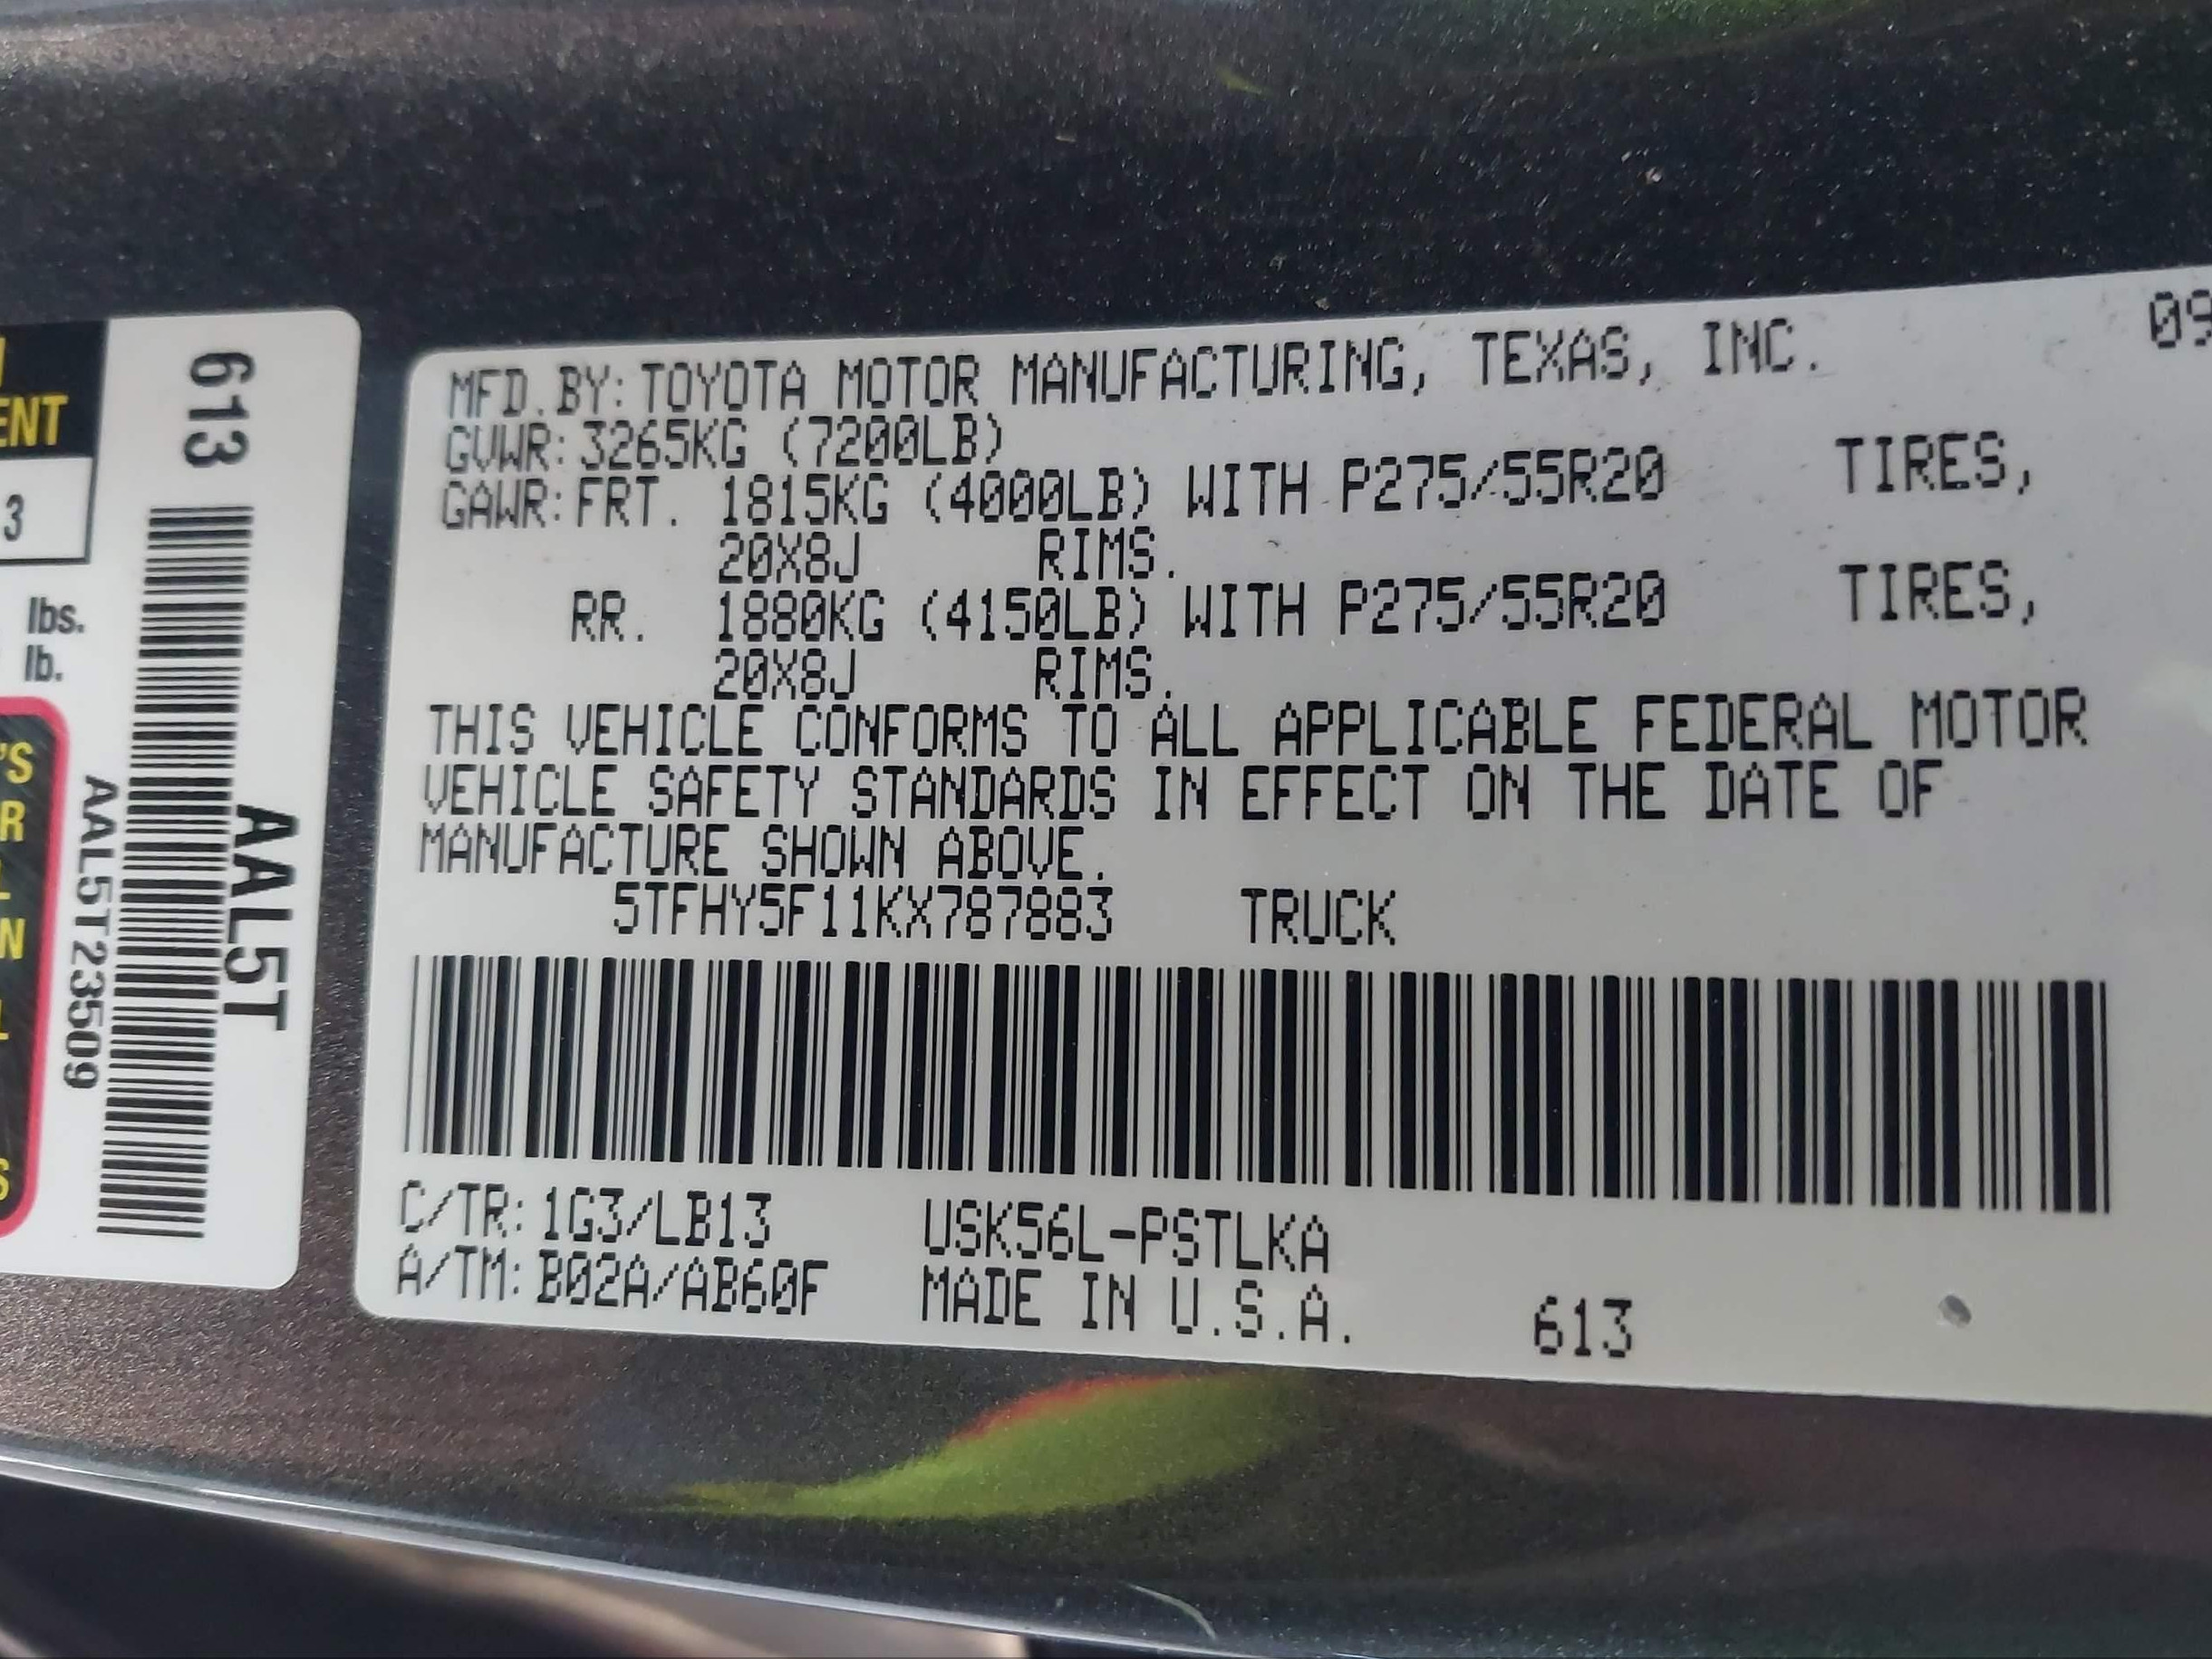 ENT
3
lbs.
lb.
'S
R
N
S
613
AAL5T
AAL5T23509
MFD.BY:TOYOTA MOTOR MANUFACTURING, TEXAS, INC. 09
GVWR:3265KG (7200LB)
GAWR:FRT. 1815KG (4000LB) WITH P275/55R20 TIRES,
20X8J RIMS.
RR. 1880KG (4150LB) WITH P275/55R20 TIRES,
20X8J RIMS.
THIS VEHICLE CONFORMS TO ALL APPLICABLE FEDERAL MOTOR
VEHICLE SAFETY STANDARDS IN EFFECT ON THE DATE OF
MANUFACTURE SHOWN ABOVE.
5TFHY5F11KX787883 TRUCK
C/TR:1G3/LB13 USK56L-PSTLKA
A/TM:B02A/AB60F MADE IN U.S.A. 613